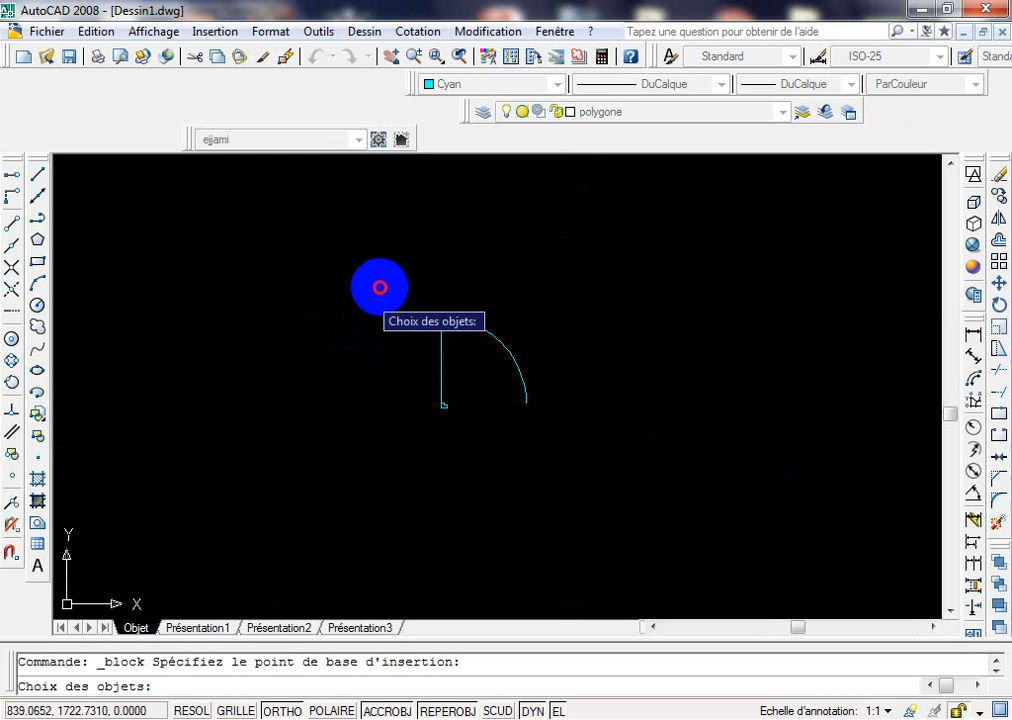 AutoCAD 2008 - [Dessin1.dwg]
Fichier Edition Affichage Insertion Format Outils Dessin Cotation Modification Fenêtre ? Tapez une question pour obtenir de l'aide
Standard ISO-25 Standa
Cyan DuCalque DuCalque ParCouleur
polygone
ejjami
Choix des objets:
A
Y
X
Objet Présentation1 Présentation2 Présentation3
Commande: _block Spécifiez le point de base d'insertion:
Choix des objets:
839.0652, 1722.7310, 0.0000 RESOL GRILLE ORTHO POLAIRE ACCROBJ REPEROBJ SCUD DYN EL Echelle d'annotation: 1:1